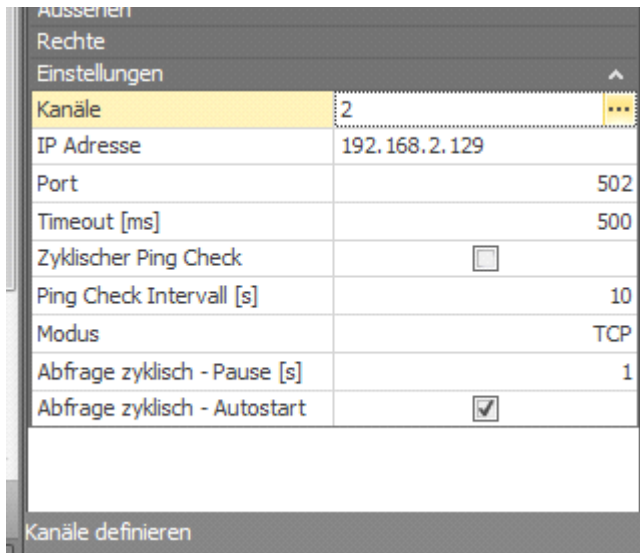 Aussehen
Rechte
Einstellungen
Kanäle 2 ...
IP Adresse 192.168.2.129
Port 502
Timeout [ms] 500
Zyklischer Ping Check
Ping Check Intervall [s] 10
Modus TCP
Abfrage zyklisch - Pause [s] 1
Abfrage zyklisch - Autostart
Kanäle definieren